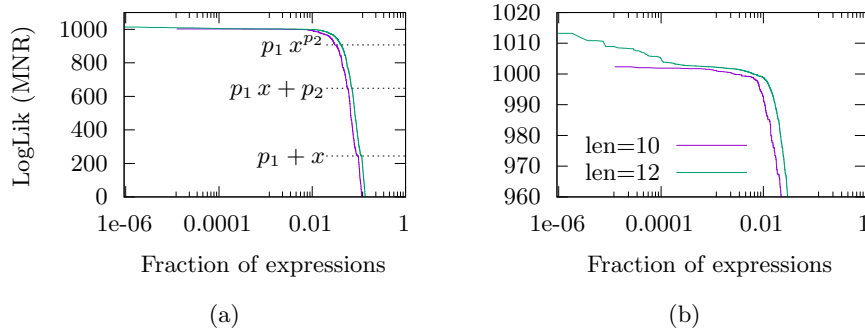 LogLik (MNR)
1000
800
600
400
200
0
p₁ x^{p₂}
p₁ x + p₂
p₁ + x
1e-06
0.0001
0.01
1
Fraction of expressions
(a)
1020
1010
1000
990
980
970
960
len=10
len=12
1e-06
0.0001
0.01
1
Fraction of expressions
(b)